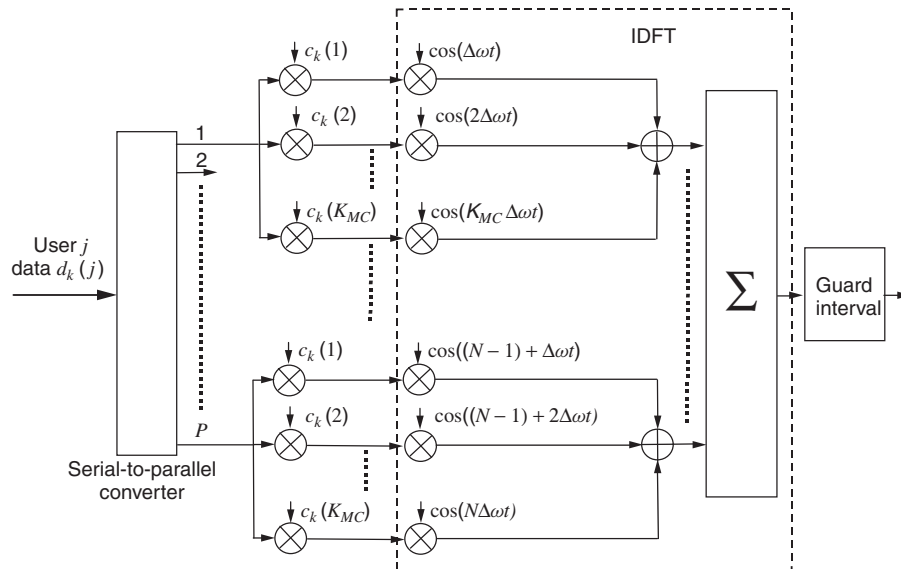 IDFT
c_k(1)
cos(Δωt)
c_k(2)
cos(2Δωt)
1
2
c_k(K_MC)
cos(K_MC Δωt)
User j
data d_k(j)
Σ
Guard
interval
c_k(1)
cos((N − 1) + Δωt)
c_k(2)
cos((N − 1) + 2Δωt)
P
Serial-to-parallel
converter
c_k(K_MC)
cos(NΔωt)